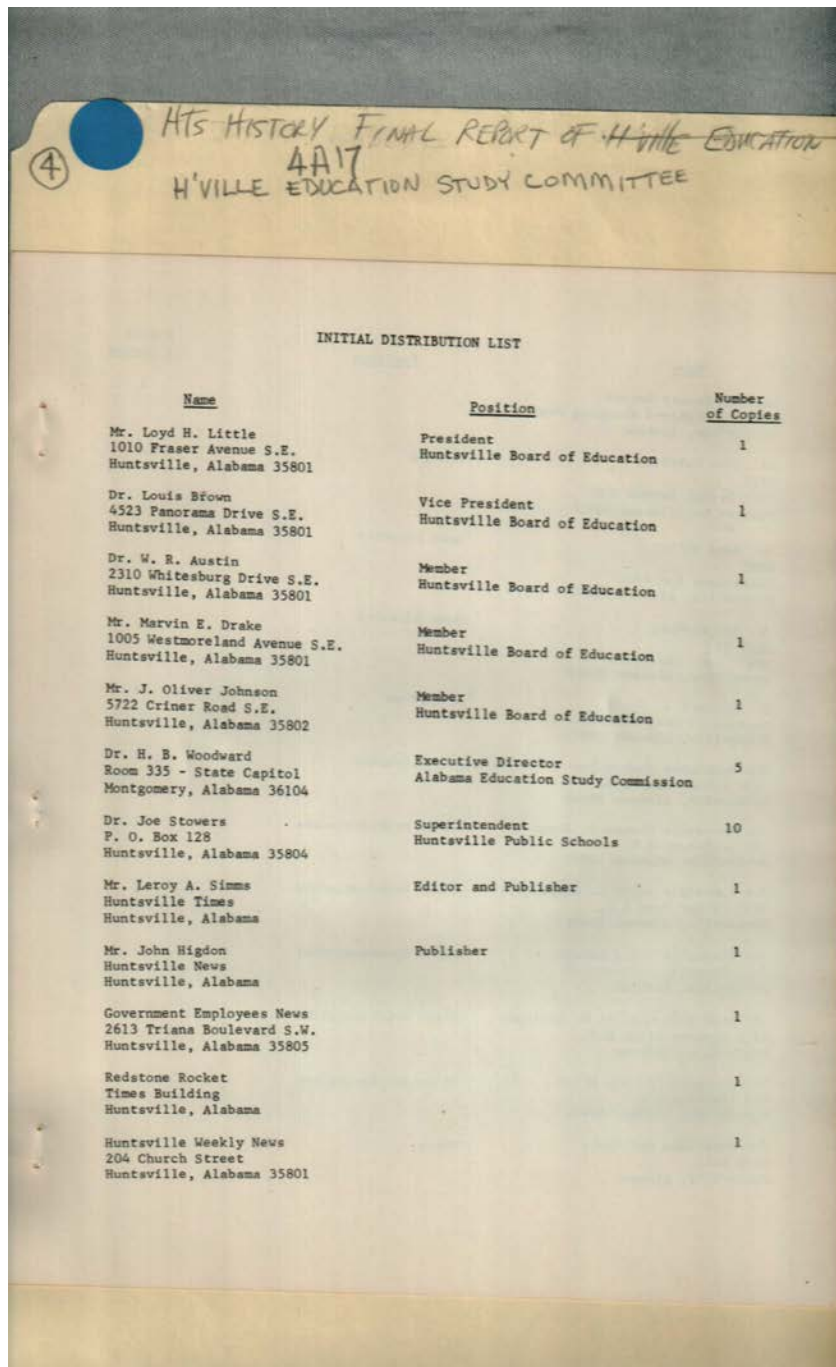 HTS HISTORY FINAL REPORT OF H'VILLE EDUCATION
4
4A17
H'VILLE EDUCATION STUDY COMMITTEE
INITIAL DISTRIBUTION LIST
Name Position Number of Copies
Mr. Loyd H. Little President 1
1010 Fraser Avenue S.E. Huntsville Board of Education
Huntsville, Alabama 35801
Dr. Louis Brown Vice President 1
4523 Panorama Drive S.E. Huntsville Board of Education
Huntsville, Alabama 35801
Dr. W. R. Austin Member 1
2310 Whitesburg Drive S.E. Huntsville Board of Education
Huntsville, Alabama 35801
Mr. Marvin E. Drake Member 1
1005 Westmoreland Avenue S.E. Huntsville Board of Education
Huntsville, Alabama 35801
Mr. J. Oliver Johnson Member 1
5722 Criner Road S.E. Huntsville Board of Education
Huntsville, Alabama 35802
Dr. H. B. Woodward Executive Director 5
Room 335 - State Capitol Alabama Education Study Commission
Montgomery, Alabama 36104
Dr. Joe Stowers Superintendent 10
P. O. Box 128 Huntsville Public Schools
Huntsville, Alabama 35804
Mr. Leroy A. Simms Editor and Publisher 1
Huntsville Times
Huntsville, Alabama
Mr. John Higdon Publisher 1
Huntsville News
Huntsville, Alabama
Government Employees News 1
2613 Triana Boulevard S.W.
Huntsville, Alabama 35805
Redstone Rocket 1
Times Building
Huntsville, Alabama
Huntsville Weekly News 1
204 Church Street
Huntsville, Alabama 35801